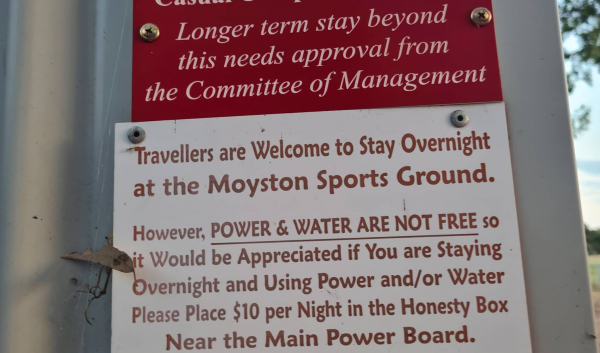 Casual
Longer term stay beyond
this needs approval from
the Committee of Management
Travellers are Welcome to Stay Overnight
at the Moyston Sports Ground.
However, POWER & WATER ARE NOT FREE so
it Would be Appreciated if You are Staying
Overnight and Using Power and/or Water
Please Place $10 per Night in the Honesty Box
Near the Main Power Board.